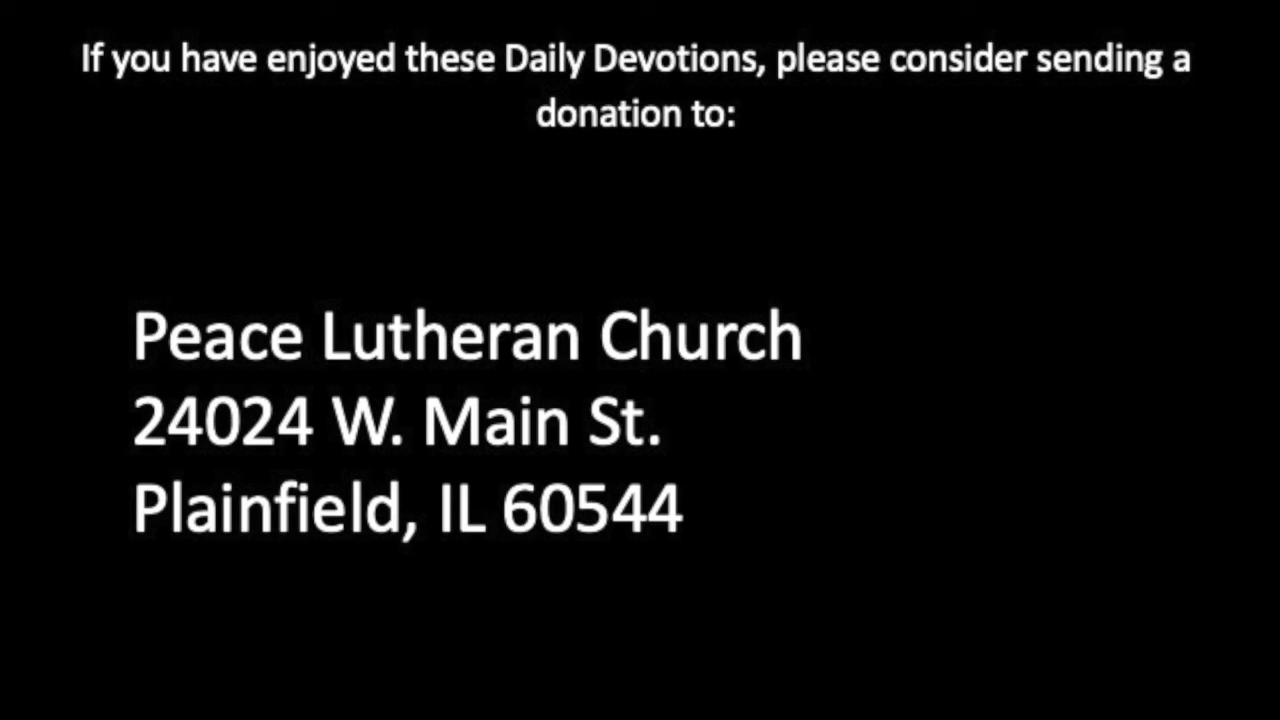 If you have enjoyed these Daily Devotions, please consider sending a
donation to:
Peace Lutheran Church
24024 W. Main St.
Plainfield, IL 60544